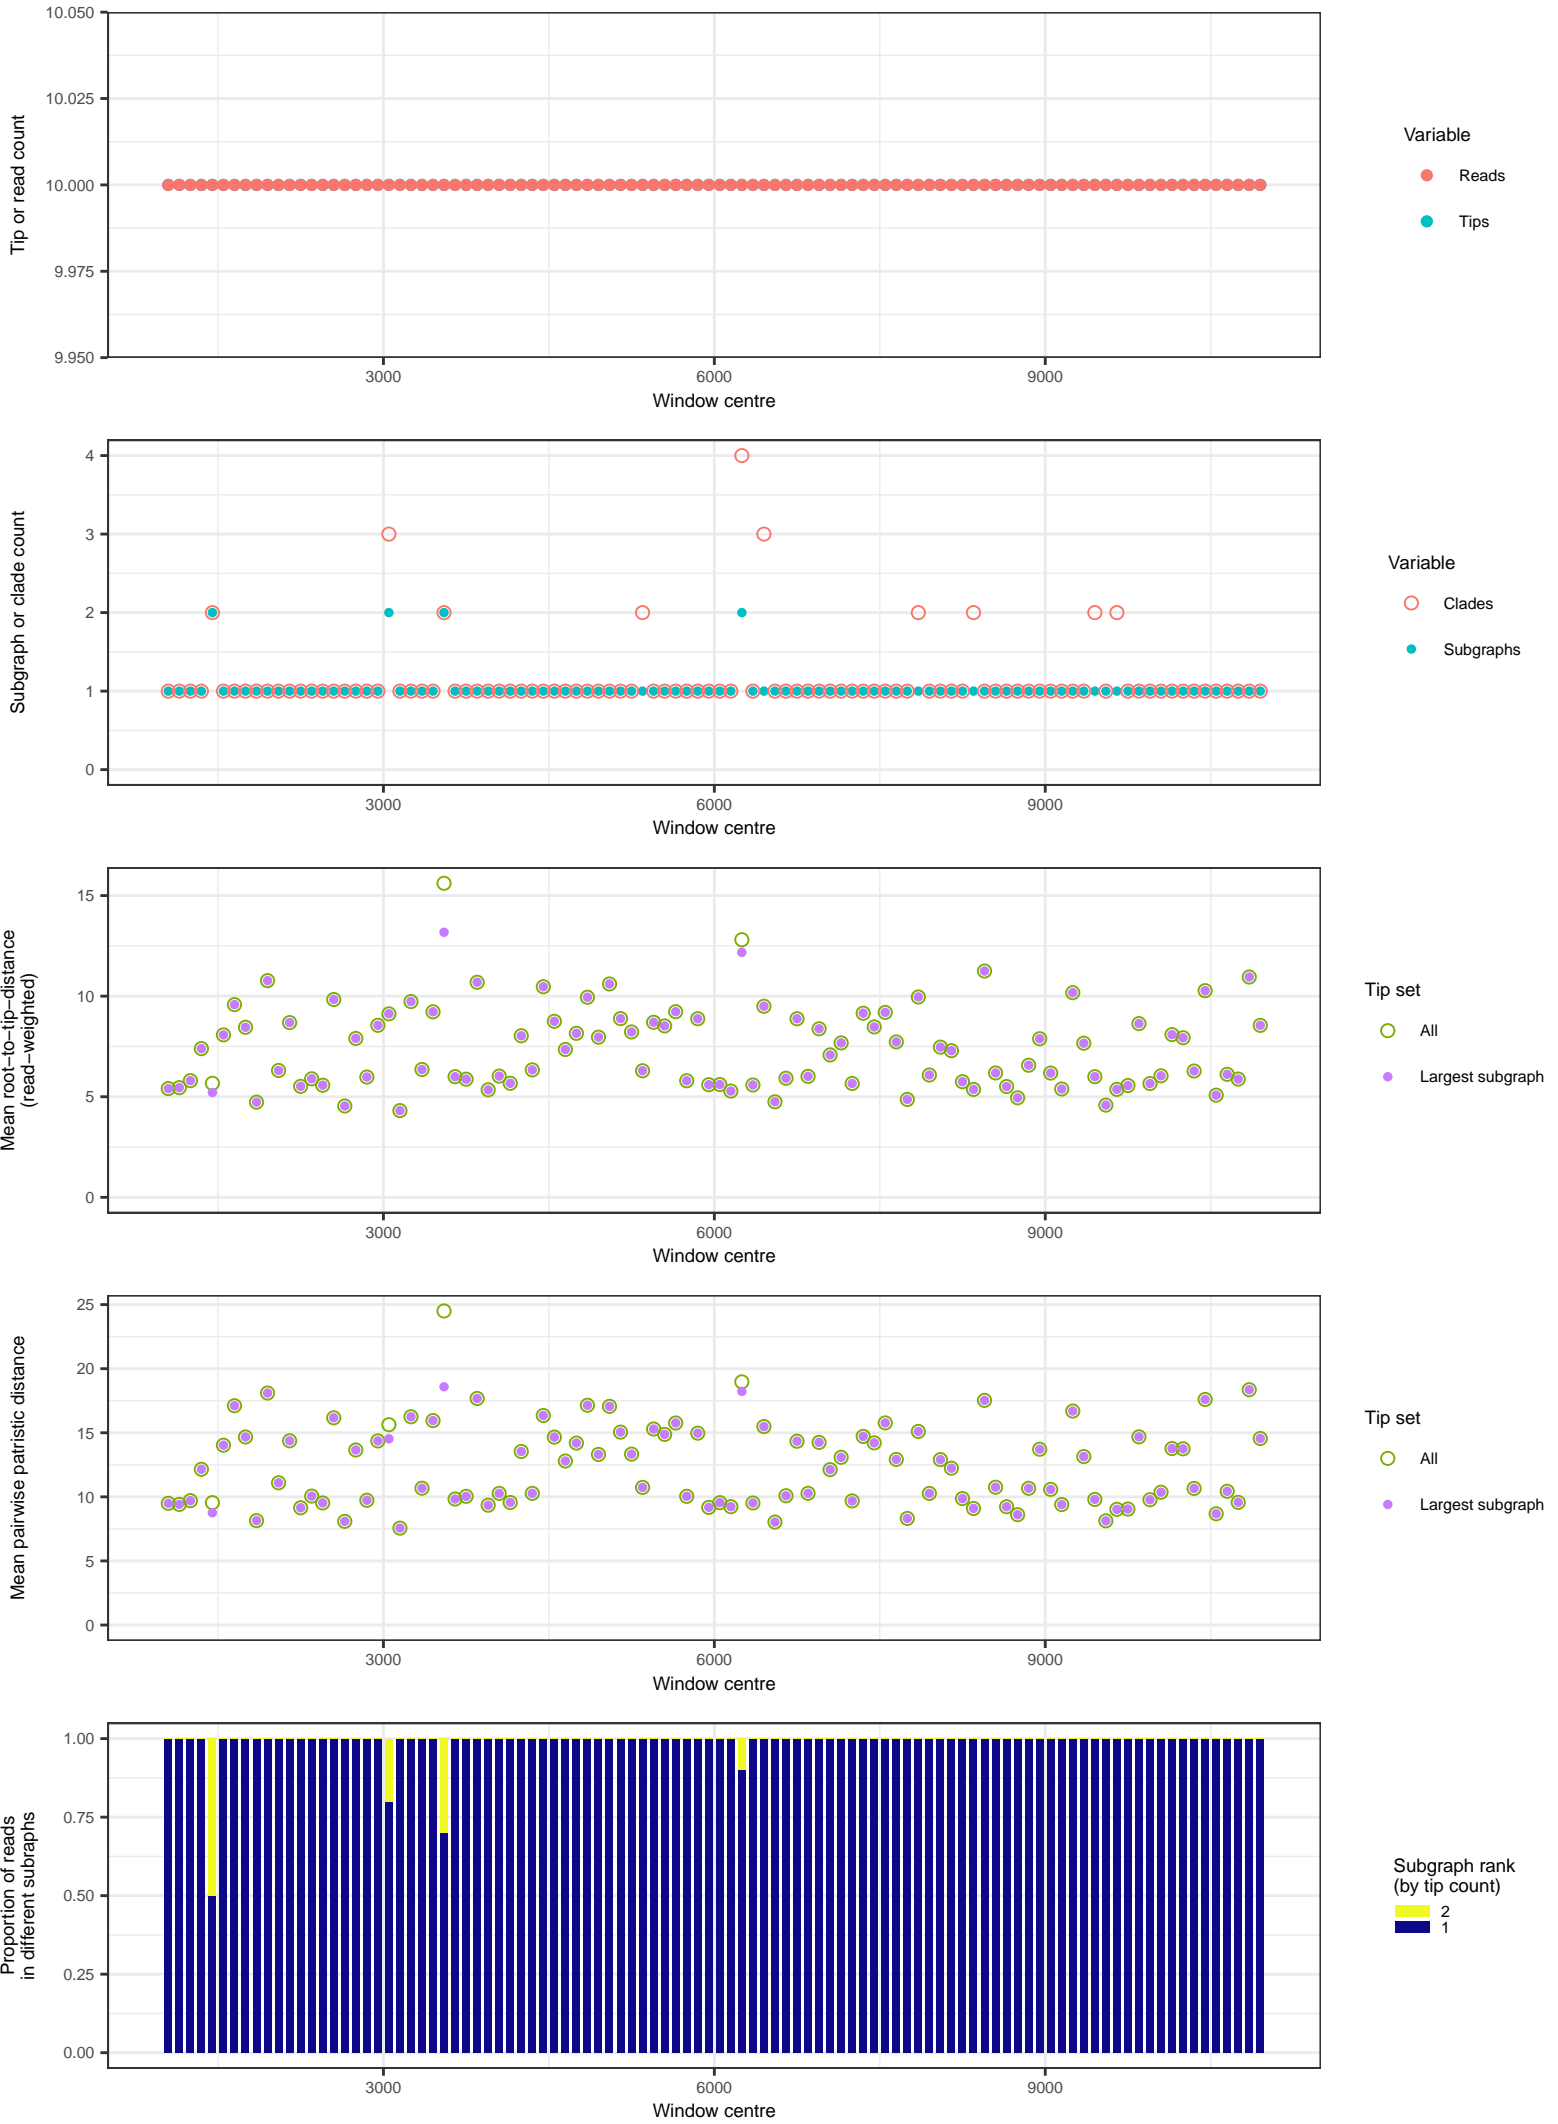 10.050
10.025
10.000
9.975
9.950
Tip or read count
3000 6000 9000
Window centre
Variable
Reads
Tips
4
3
2
1
0
Subgraph or clade count
3000 6000 9000
Window centre
Variable
Clades
Subgraphs
15
10
5
0
Mean root−to−tip−distance
(read−weighted)
3000 6000 9000
Window centre
Tip set
All
Largest subgraph
25
20
15
10
5
0
Mean pairwise patristic distance
3000 6000 9000
Window centre
Tip set
All
Largest subgraph
1.00
0.75
0.50
0.25
0.00
Proportion of reads
in different subraphs
3000 6000 9000
Window centre
Subgraph rank
(by tip count)
2
1